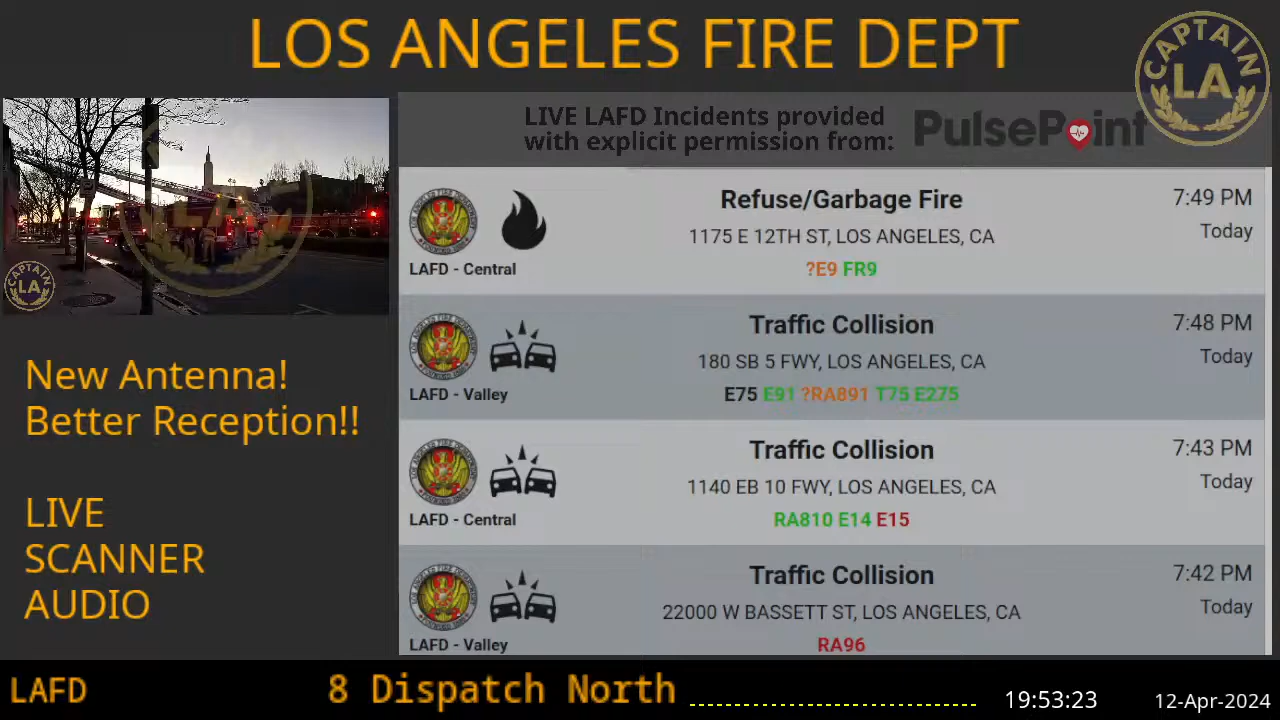 LOS ANGELES FIRE DEPT
CAPTAIN
LA
LIVE LAFD Incidents provided
with explicit permission from:
PulsePoint
LA
CAPTAIN
LA
New Antenna!
Better Reception!!
LIVE
SCANNER
AUDIO
Refuse/Garbage Fire
7:49 PM
1175 E 12TH ST, LOS ANGELES, CA
Today
LAFD - Central
?E9 FR9
Traffic Collision
7:48 PM
180 SB 5 FWY, LOS ANGELES, CA
Today
LAFD - Valley
E75 E91 ?RA891 T75 E275
Traffic Collision
7:43 PM
1140 EB 10 FWY, LOS ANGELES, CA
Today
LAFD - Central
RA810 E14 E15
Traffic Collision
7:42 PM
22000 W BASSETT ST, LOS ANGELES, CA
Today
LAFD - Valley
RA96
LAFD
8 Dispatch North
19:53:23
12-Apr-2024